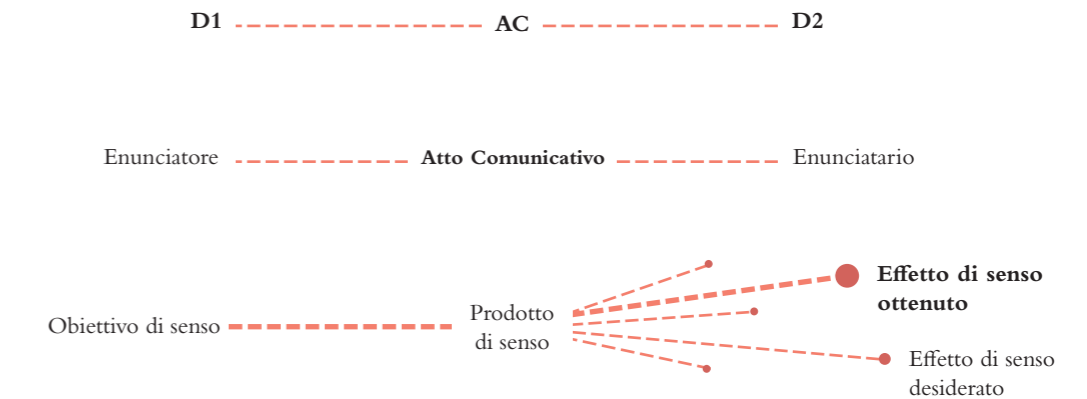 D1 AC D2
Enunciatore Atto Comunicativo Enunciatario
Effetto di senso
ottenuto
Obiettivo di senso
Prodotto
di senso
Effetto di senso
desiderato